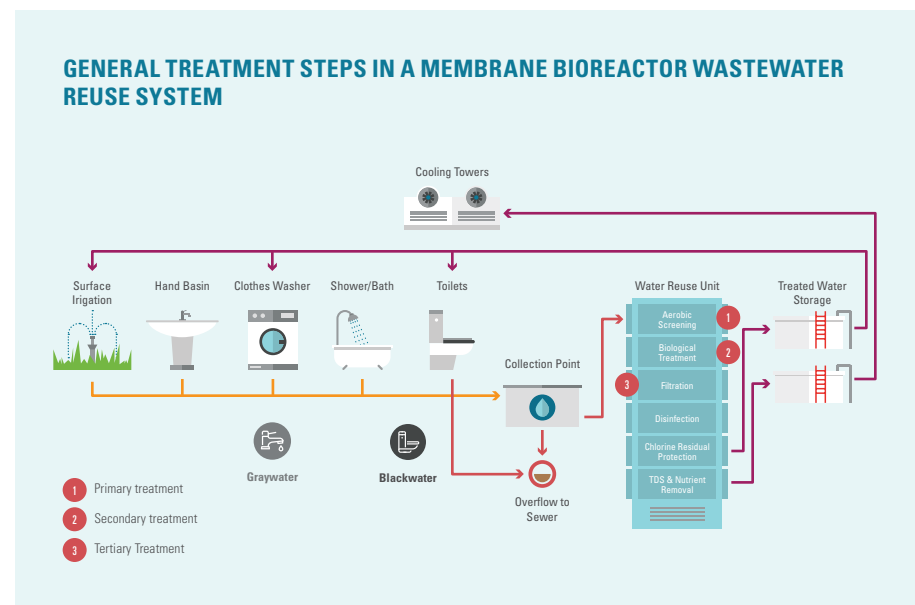 GENERAL TREATMENT STEPS IN A MEMBRANE BIOREACTOR WASTEWATER
REUSE SYSTEM
Cooling Towers
Surface
Irigation
Hand Basin
Clothes Washer
Shower/Bath
Toilets
Water Reuse Unit
Treated Water
Storage
Aerobic
Screening
1
Biological
Treatment
2
Collection Point
3
Filtration
Disinfection
Chlorine Residual
Protection
TDS & Nutrient
Removal
Graywater
Blackwater
Overflow to
Sewer
1 Primary treatment
2 Secondary treatment
3 Tertiary Treatment